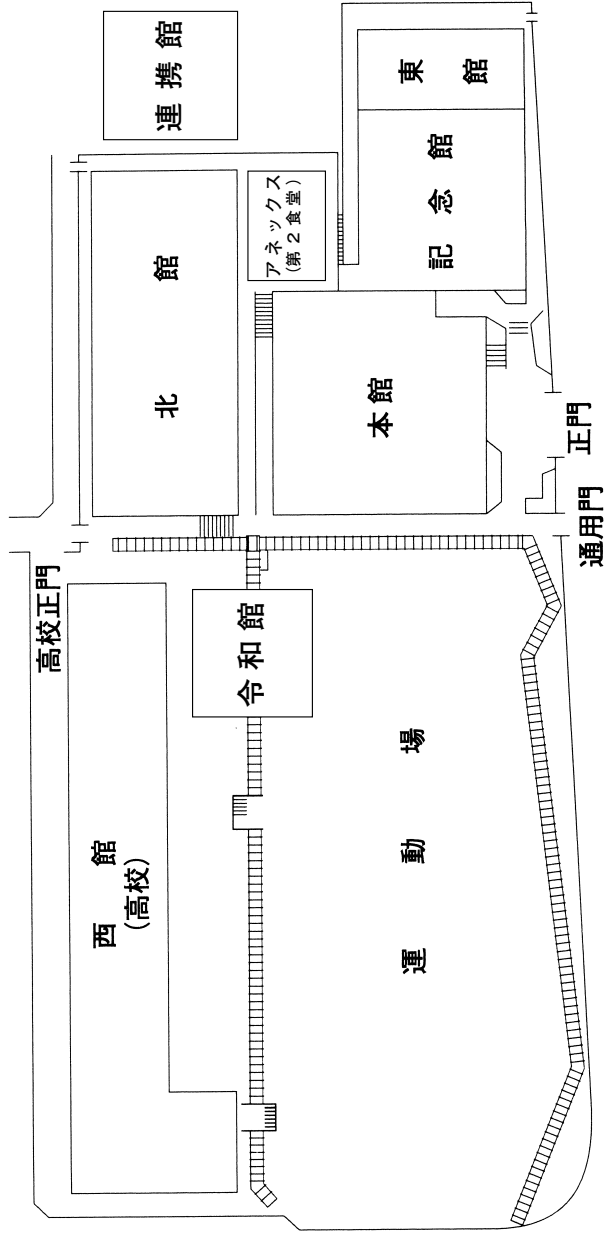 高校正門
西館
(高校)
北館
連携館
令和館
アネックス
(第2食堂)
本館
記念館
東館
運動場
通用門
正門